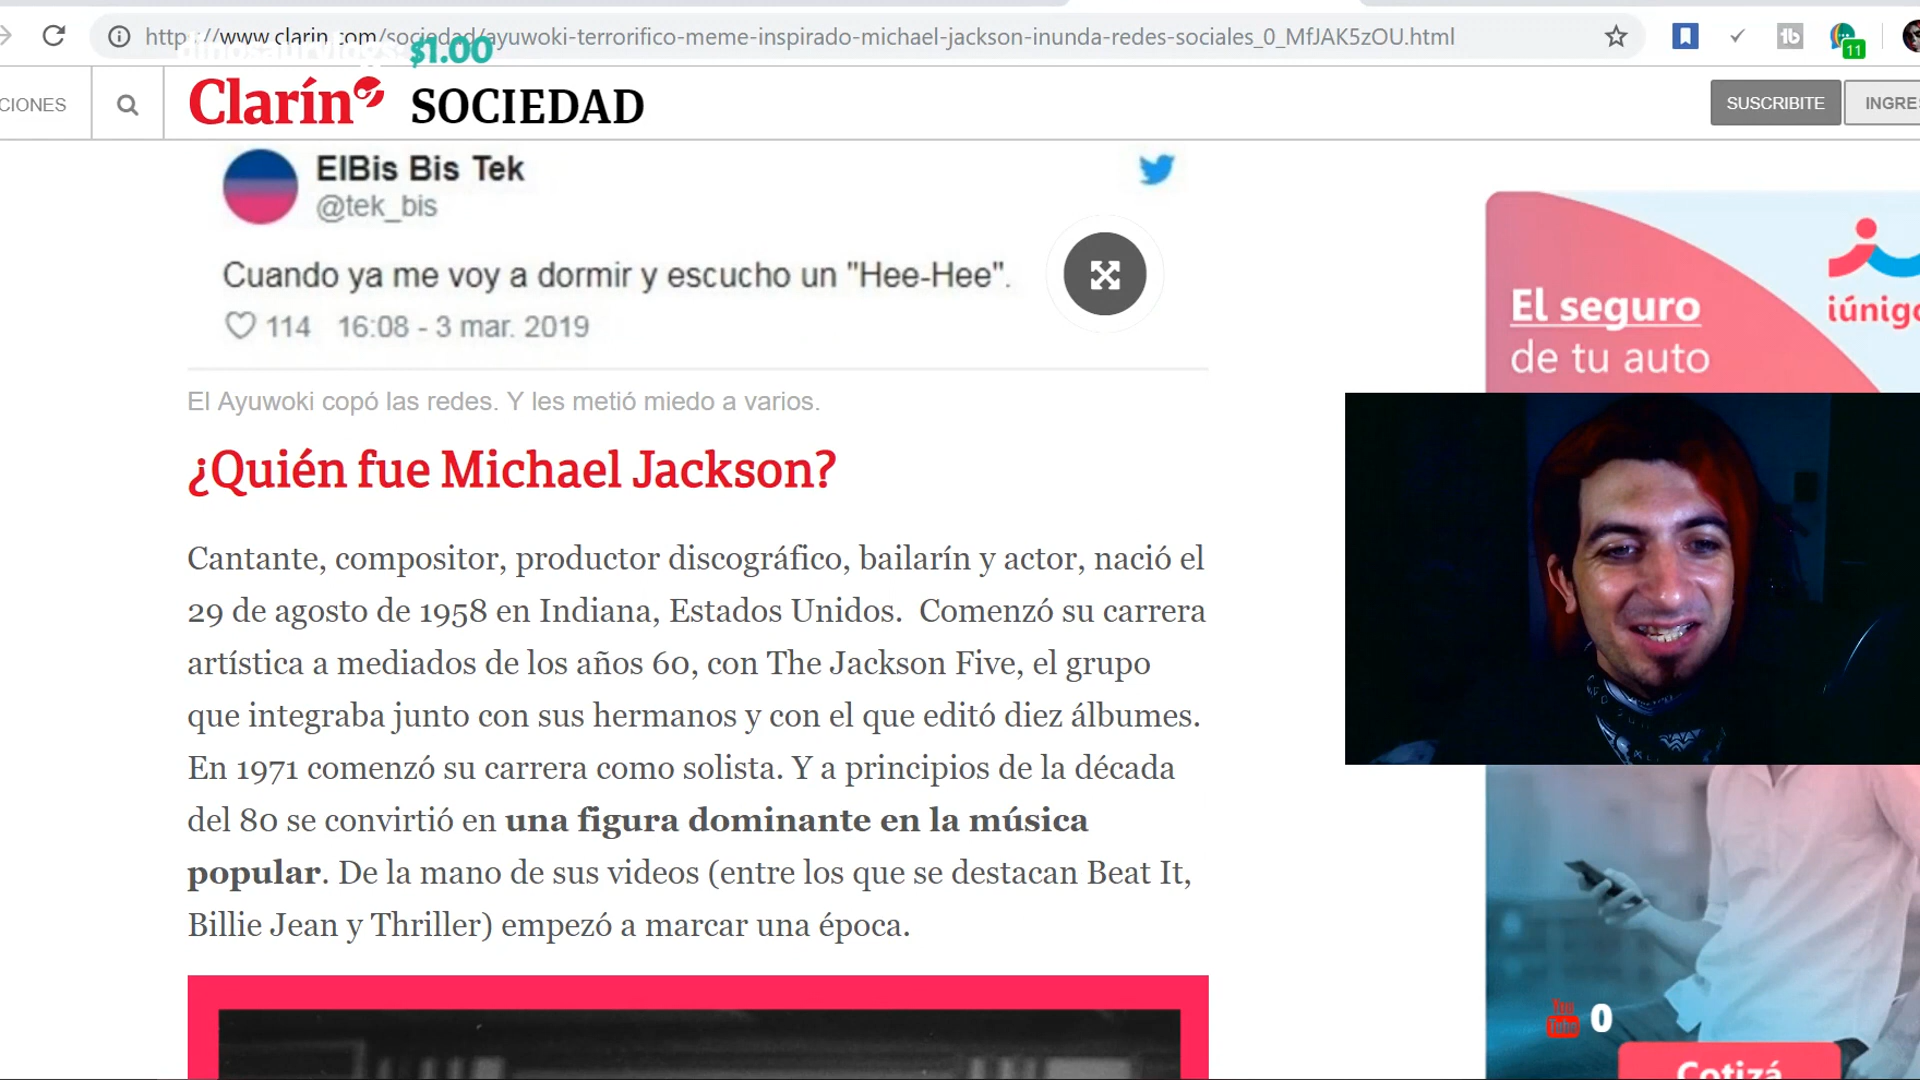 http://www.clarin.com/sociedad/ayuwoki-terrorifico-meme-inspirado-michael-jackson-inunda-redes-sociales_0_MfJAK5zOU.html
$1.00
11
CIONES
Clarín SOCIEDAD
SUSCRIBITE
INGRES
ElBis Bis Tek
@tek_bis
Cuando ya me voy a dormir y escucho un "Hee-Hee".
114 16:08 - 3 mar. 2019
El Ayuwoki copó las redes. Y les metió miedo a varios.
¿Quién fue Michael Jackson?
Cantante, compositor, productor discográfico, bailarín y actor, nació el
29 de agosto de 1958 en Indiana, Estados Unidos. Comenzó su carrera
artística a mediados de los años 60, con The Jackson Five, el grupo
que integraba junto con sus hermanos y con el que editó diez álbumes.
En 1971 comenzó su carrera como solista. Y a principios de la década
del 80 se convirtió en una figura dominante en la música
popular. De la mano de sus videos (entre los que se destacan Beat It,
Billie Jean y Thriller) empezó a marcar una época.
iúnigo
El seguro
de tu auto
You Tube 0
Cotizá